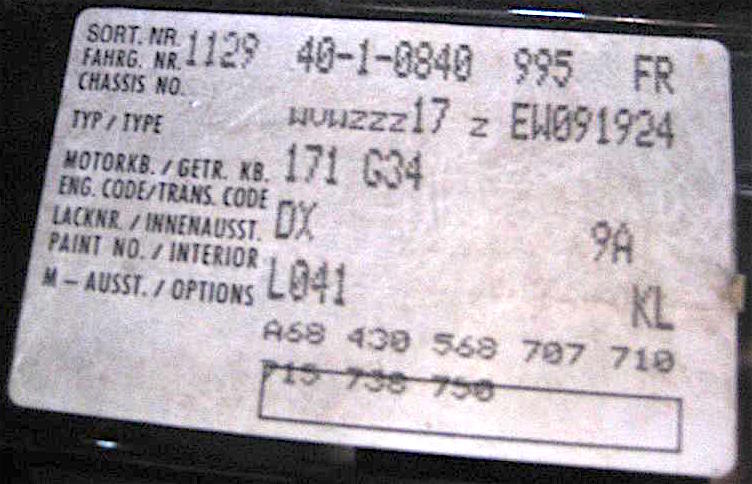 SORT. NR. 1129 40-1-0840 995 FR
FAHRG. NR.
CHASSIS NO. WVWZZZ17 Z EW091924
TYP / TYPE 171 G34
MOTORKB. / GETR. KB.
ENG. CODE/TRANS. CODE DX 9A
LACKNR. / INNENAUSST.
PAINT NO. / INTERIOR L041 KL
M - AUSST. / OPTIONS
A68 430 568 707 710
715 738 750